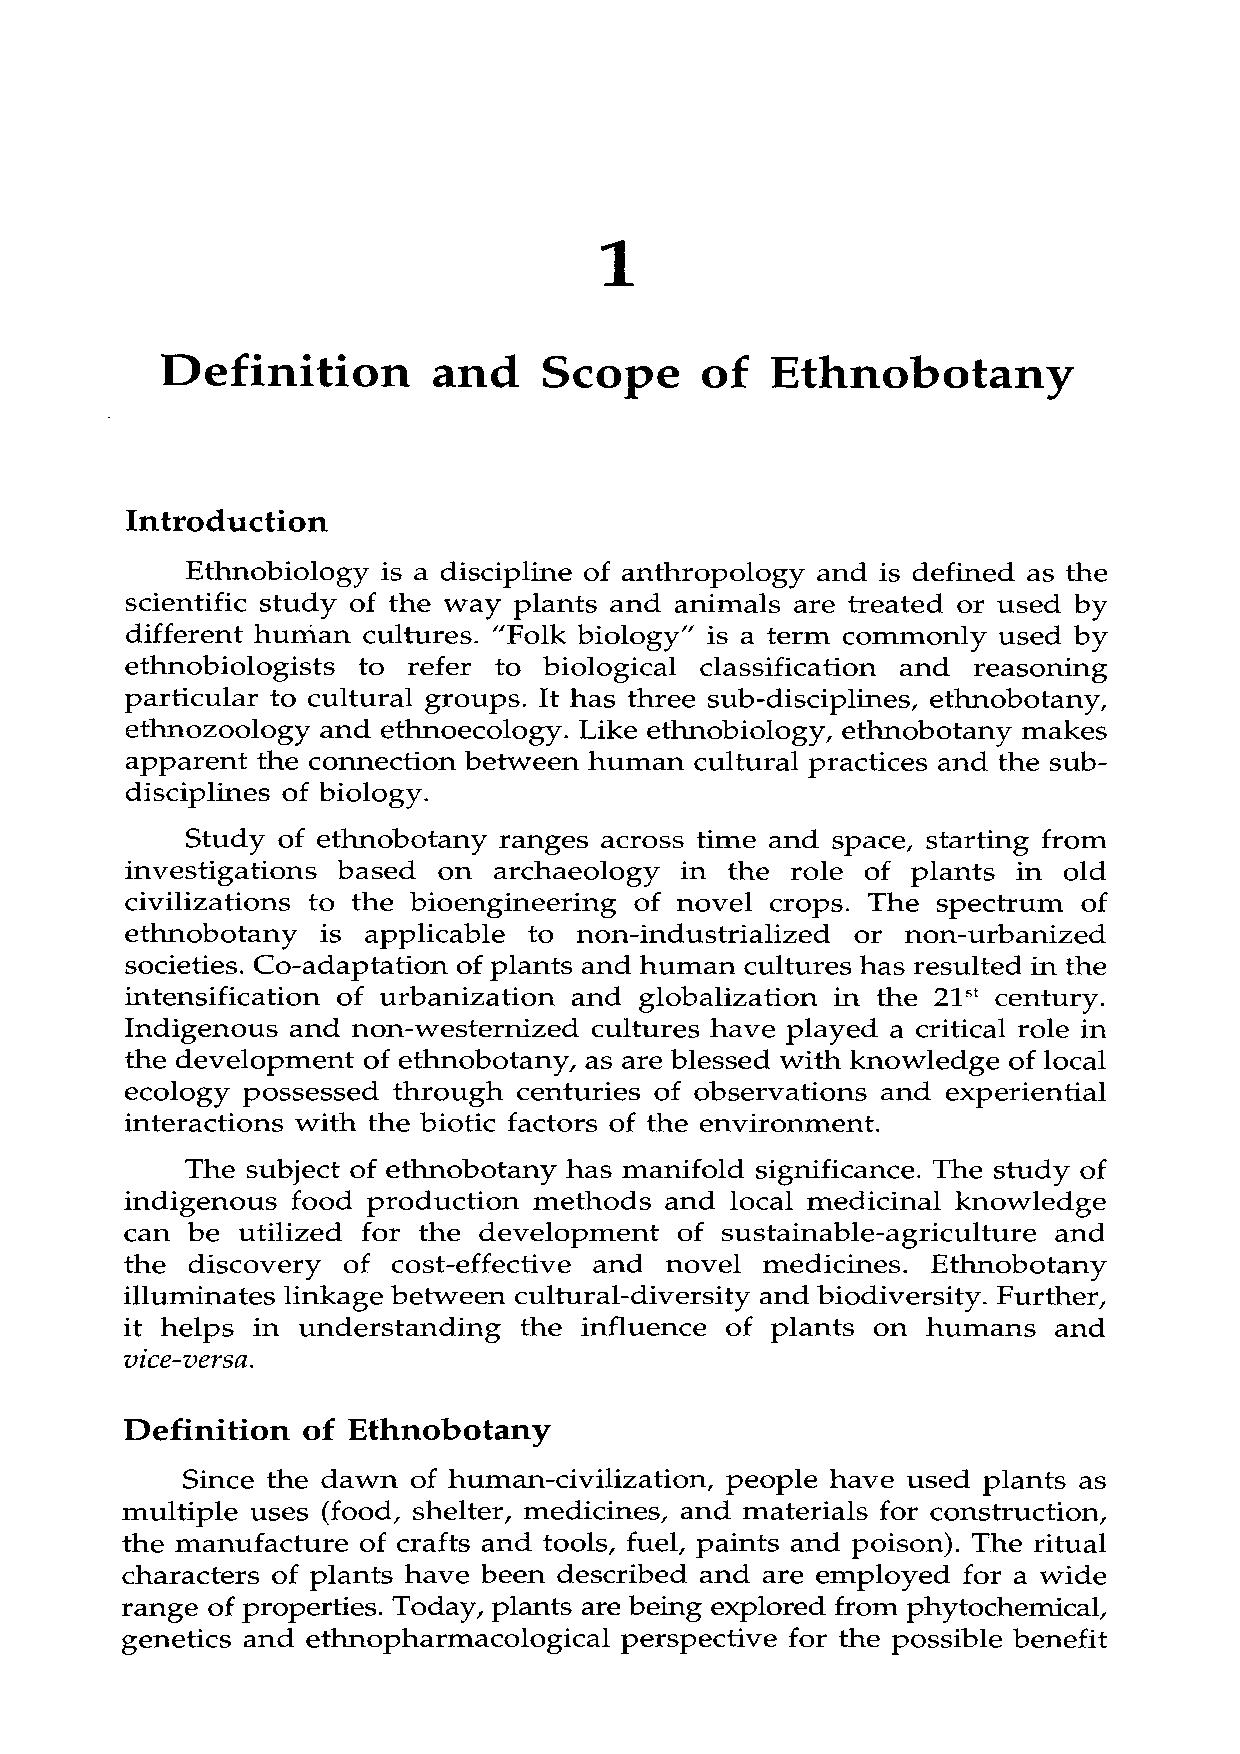 1
Definition and Scope of Ethnobotany
Introduction
Ethnobiology is a discipline of anthropology and is defined as the
scientific study of the way plants and animals are treated or used by
different human cultures. "Folk biology" is a term commonly used by
ethnobiologists to refer to biological classification and reasoning
particular to cultural groups. It has three sub-disciplines, ethnobotany,
ethnozoology and ethnoecology. Like ethnobiology, ethnobotany makes
apparent the connection between human cultural practices and the sub-
disciplines of biology.
Study of ethnobotany ranges across time and space, starting from
investigations based on archaeology in the role of plants in old
civilizations to the bioengineering of novel crops. The spectrum of
ethnobotany is applicable to non-industrialized or non-urbanized
societies. Co-adaptation of plants and human cultures has resulted in the
intensification of urbanization and globalization in the 21st century.
Indigenous and non-westernized cultures have played a critical role in
the development of ethnobotany, as are blessed with knowledge of local
ecology possessed through centuries of observations and experiential
interactions with the biotic factors of the environment.
The subject of ethnobotany has manifold significance. The study of
indigenous food production methods and local medicinal knowledge
can be utilized for the development of sustainable-agriculture and
the discovery of cost-effective and novel medicines. Ethnobotany
illuminates linkage between cultural-diversity and biodiversity. Further,
it helps in understanding the influence of plants on humans and
vice-versa.
Definition of Ethnobotany
Since the dawn of human-civilization, people have used plants as
multiple uses (food, shelter, medicines, and materials for construction,
the manufacture of crafts and tools, fuel, paints and poison). The ritual
characters of plants have been described and are employed for a wide
range of properties. Today, plants are being explored from phytochemical,
genetics and ethnopharmacological perspective for the possible benefit